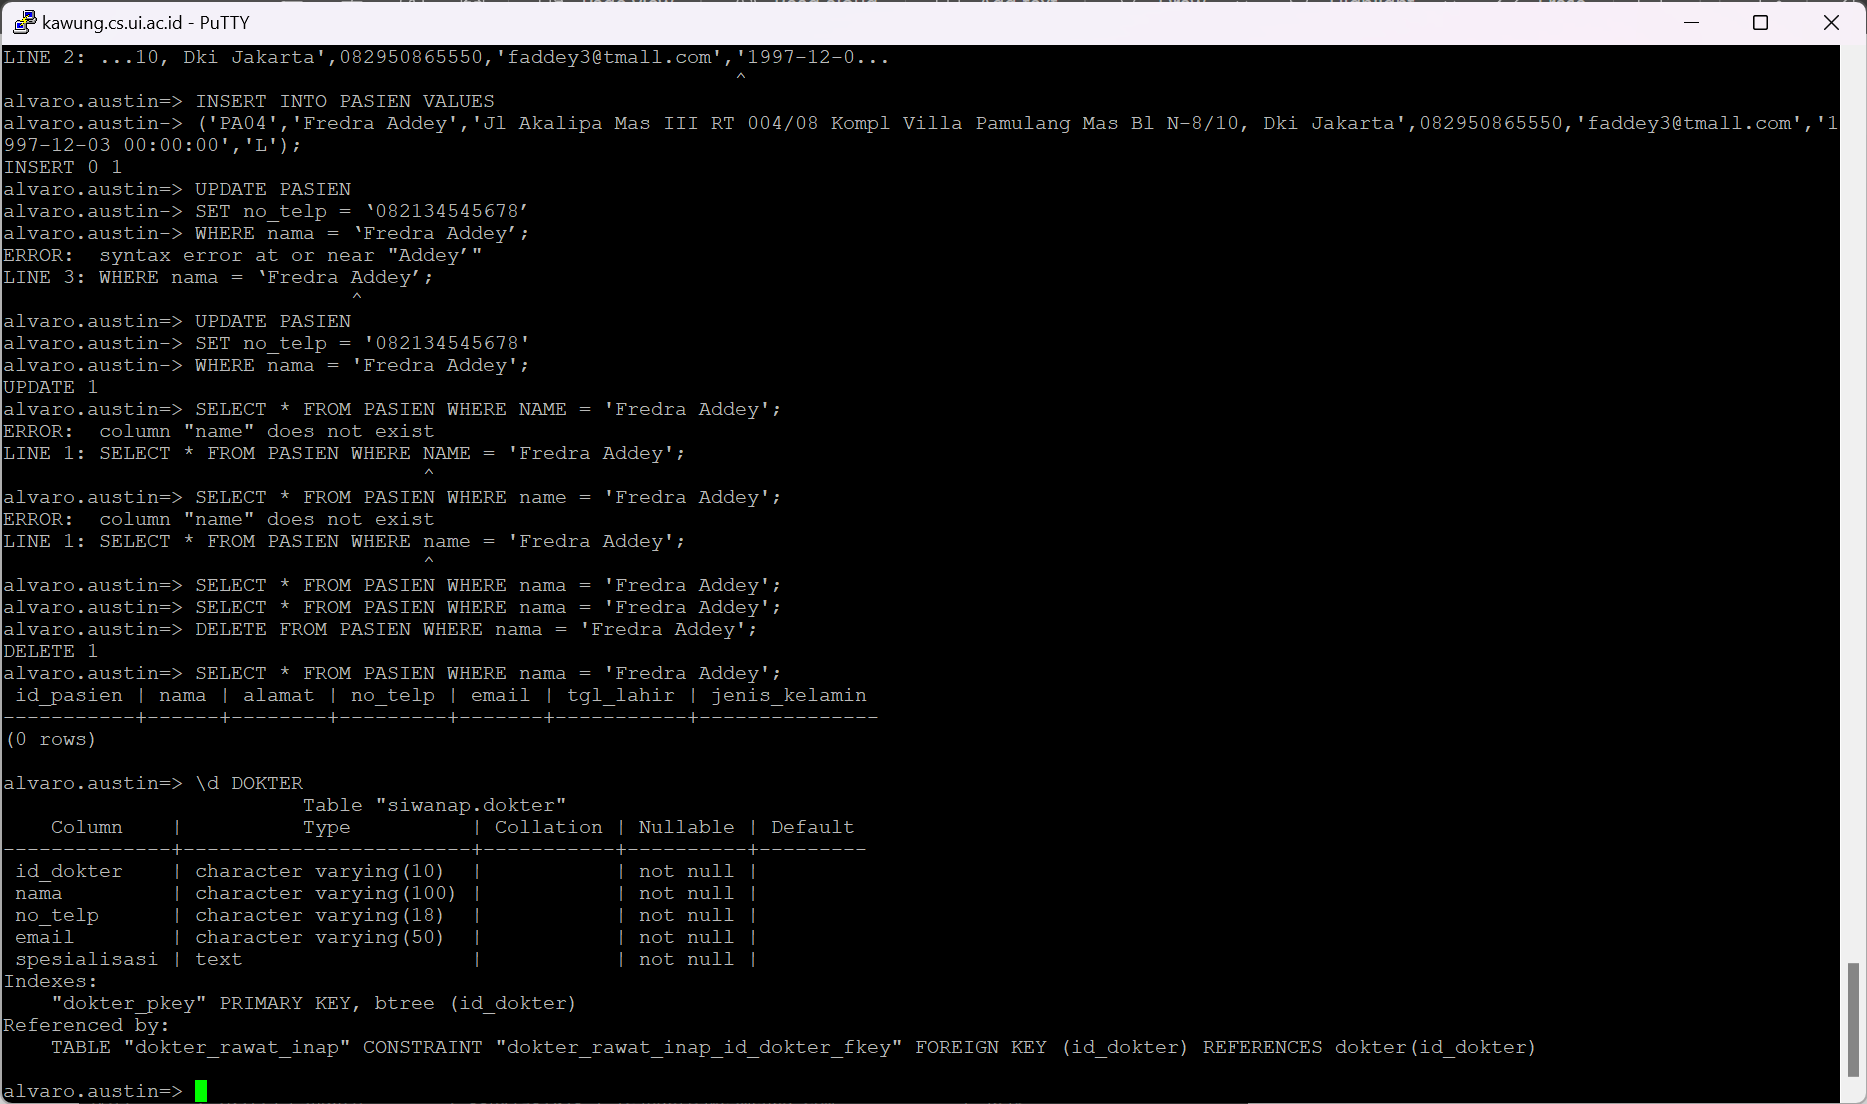 kawung.cs.ui.ac.id - PuTTY
LINE 2: ...10, Dki Jakarta',082950865550,'faddey3@tmall.com','1997-12-0...
^
alvaro.austin=> INSERT INTO PASIEN VALUES
alvaro.austin-> ('PA04','Fredra Addey','Jl Akalipa Mas III RT 004/08 Kompl Villa Pamulang Mas Bl N-8/10, Dki Jakarta',082950865550,'faddey3@tmall.com','1
997-12-03 00:00:00','L');
INSERT 0 1
alvaro.austin=> UPDATE PASIEN
alvaro.austin-> SET no_telp = ‘082134545678’
alvaro.austin-> WHERE nama = ‘Fredra Addey’;
ERROR:  syntax error at or near "Addey’"
LINE 3: WHERE nama = ‘Fredra Addey’;
^
alvaro.austin=> UPDATE PASIEN
alvaro.austin-> SET no_telp = '082134545678'
alvaro.austin-> WHERE nama = 'Fredra Addey';
UPDATE 1
alvaro.austin=> SELECT * FROM PASIEN WHERE NAME = 'Fredra Addey';
ERROR:  column "name" does not exist
LINE 1: SELECT * FROM PASIEN WHERE NAME = 'Fredra Addey';
^
alvaro.austin=> SELECT * FROM PASIEN WHERE name = 'Fredra Addey';
ERROR:  column "name" does not exist
LINE 1: SELECT * FROM PASIEN WHERE name = 'Fredra Addey';
^
alvaro.austin=> SELECT * FROM PASIEN WHERE nama = 'Fredra Addey';
alvaro.austin=> SELECT * FROM PASIEN WHERE nama = 'Fredra Addey';
alvaro.austin=> DELETE FROM PASIEN WHERE nama = 'Fredra Addey';
DELETE 1
alvaro.austin=> SELECT * FROM PASIEN WHERE nama = 'Fredra Addey';
 id_pasien | nama | alamat | no_telp | email | tgl_lahir | jenis_kelamin
-----------+------+--------+---------+-------+-----------+---------------
(0 rows)
alvaro.austin=> \d DOKTER
Table "siwanap.dokter"
    Column    |          Type          | Collation | Nullable | Default
--------------+------------------------+-----------+----------+---------
 id_dokter    | character varying(10)  |           | not null |
 nama         | character varying(100) |           | not null |
 no_telp      | character varying(18)  |           | not null |
 email        | character varying(50)  |           | not null |
 spesialisasi | text                   |           | not null |
Indexes:
    "dokter_pkey" PRIMARY KEY, btree (id_dokter)
Referenced by:
    TABLE "dokter_rawat_inap" CONSTRAINT "dokter_rawat_inap_id_dokter_fkey" FOREIGN KEY (id_dokter) REFERENCES dokter(id_dokter)
alvaro.austin=>